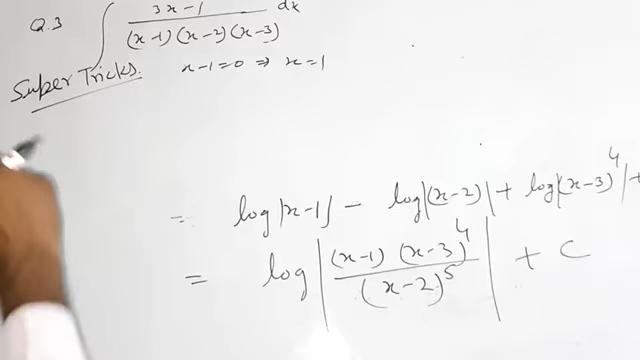 Q.3 ∫ 3x-1 / (x-1)(x-2)(x-3) dx
Super Tricks. x-1=0 ⇒ x=1
= log|x-1| - log|(x-2)| + log|(x-3)^4| +
= log |(x-1)(x-3)^4 / (x-2)^5| + C